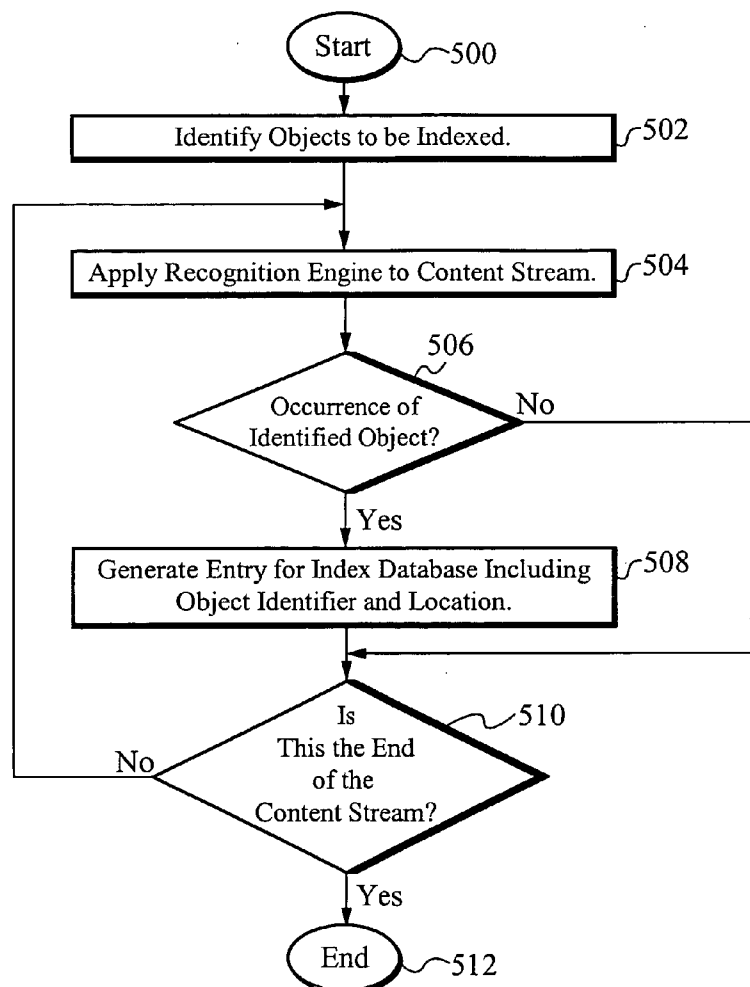 Start
500
Identify Objects to be Indexed.
502
Apply Recognition Engine to Content Stream.
504
506
Occurrence of
Identified Object?
No
Yes
Generate Entry for Index Database Including
Object Identifier and Location.
508
Is
This the End
of the
Content Stream?
510
No
Yes
End
512